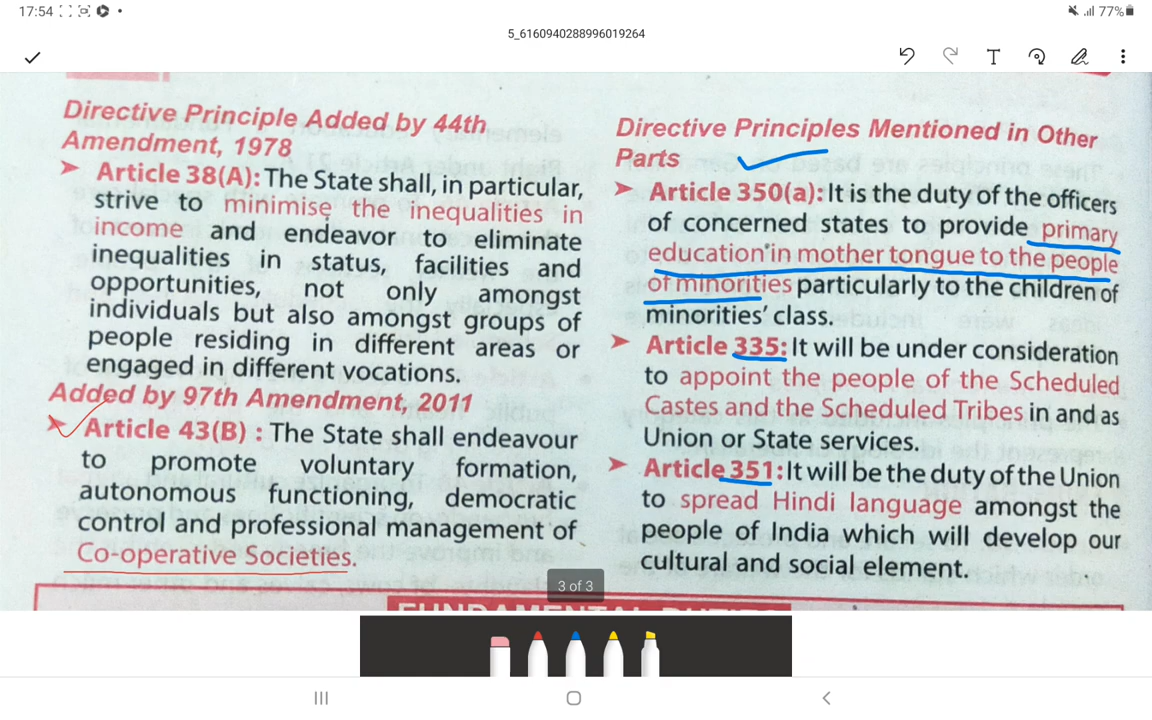 17:54
77%
5_6160940288996019264
Directive Principle Added by 44th
Amendment, 1978
➤ Article 38(A): The State shall, in particular,
strive to minimise the inequalities in
income and endeavor to eliminate
inequalities in status, facilities and
opportunities, not only amongst
individuals but also amongst groups of
people residing in different areas or
engaged in different vocations.
Added by 97th Amendment, 2011
➤ Article 43(B) : The State shall endeavour
to promote voluntary formation,
autonomous functioning, democratic
control and professional management of
Co-operative Societies.
Directive Principles Mentioned in Other
Parts
➤ Article 350(a): It is the duty of the officers
of concerned states to provide primary
education in mother tongue to the people
of minorities particularly to the children of
minorities' class.
➤ Article 335: It will be under consideration
to appoint the people of the Scheduled
Castes and the Scheduled Tribes in and as
Union or State services.
➤ Article 351: It will be the duty of the Union
to spread Hindi language amongst the
people of India which will develop our
cultural and social element.
3 of 3
FUNDAMENTAL DUTIES